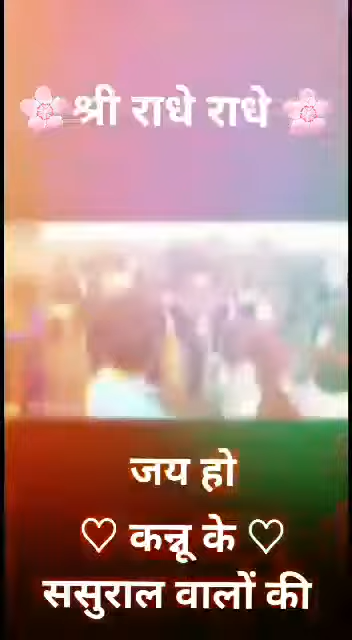 🌸 श्री राधे राधे 🌸
जय हो
♡ कन्नू के ♡
ससुराल वालों की